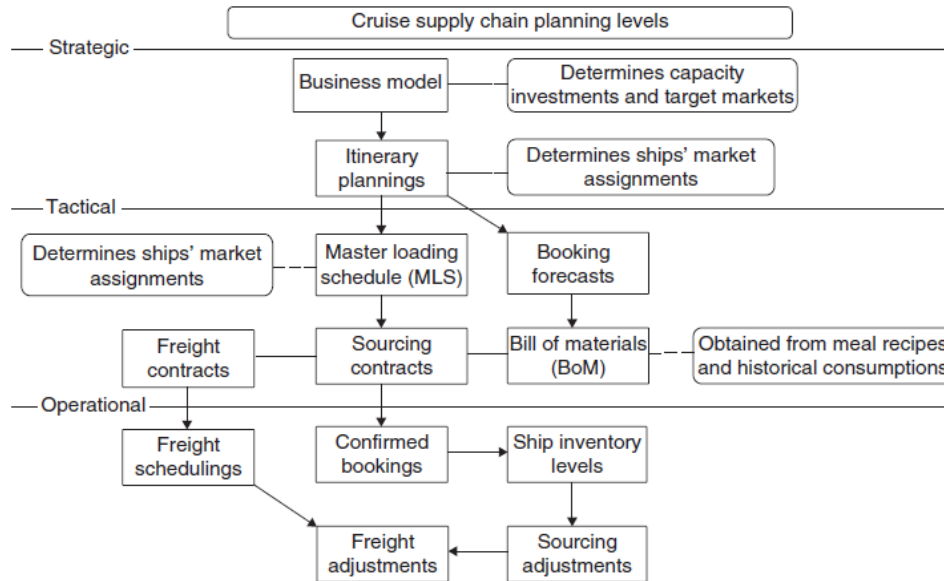 Cruise supply chain planning levels
Strategic
Business model
Determines capacity
investments and target markets
Itinerary
plannings
Determines ships' market
assignments
Tactical
Determines ships' market
assignments
Master loading
schedule (MLS)
Booking
forecasts
Freight
contracts
Sourcing
contracts
Bill of materials
(BoM)
Obtained from meal recipes
and historical consumptions
Operational
Freight
schedulings
Confirmed
bookings
Ship inventory
levels
Freight
adjustments
Sourcing
adjustments